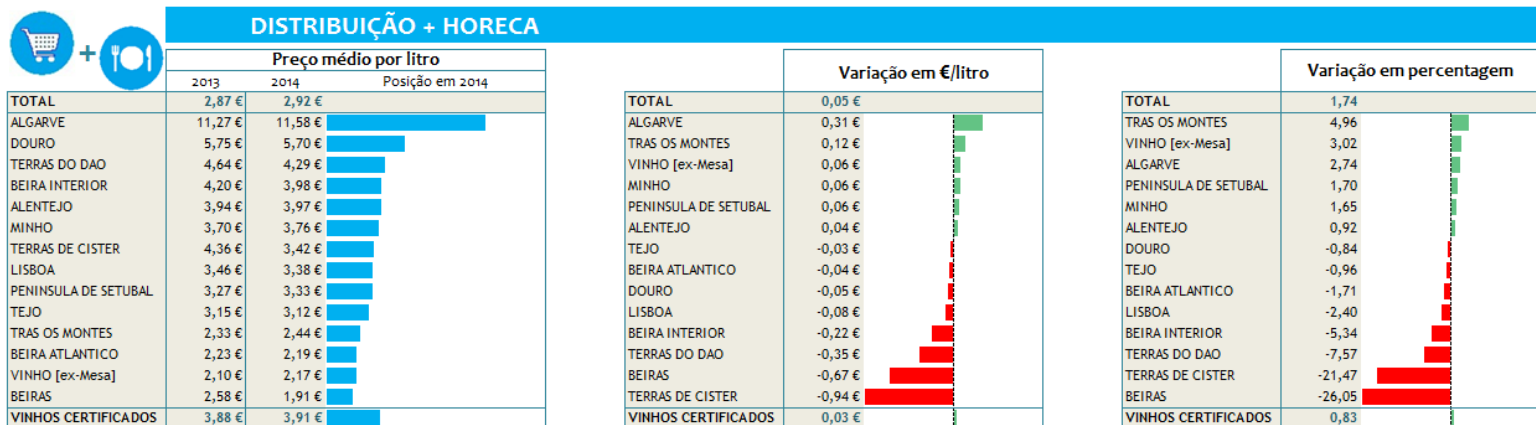 DISTRIBUIÇÃO + HORECA
+
Preço médio por litro
2013 2014 Posição em 2014
TOTAL 2,87 € 2,92 €
ALGARVE 11,27 € 11,58 €
DOURO 5,75 € 5,70 €
TERRAS DO DAO 4,64 € 4,29 €
BEIRA INTERIOR 4,20 € 3,98 €
ALENTEJO 3,94 € 3,97 €
MINHO 3,70 € 3,76 €
TERRAS DE CISTER 4,36 € 3,42 €
LISBOA 3,46 € 3,38 €
PENINSULA DE SETUBAL 3,27 € 3,33 €
TEJO 3,15 € 3,12 €
TRAS OS MONTES 2,33 € 2,44 €
BEIRA ATLANTICO 2,23 € 2,19 €
VINHO [ex-Mesa] 2,10 € 2,17 €
BEIRAS 2,58 € 1,91 €
VINHOS CERTIFICADOS 3,88 € 3,91 €
Variação em €/litro
TOTAL 0,05 €
ALGARVE 0,31 €
TRAS OS MONTES 0,12 €
VINHO [ex-Mesa] 0,06 €
MINHO 0,06 €
PENINSULA DE SETUBAL 0,06 €
ALENTEJO 0,04 €
TEJO -0,03 €
BEIRA ATLANTICO -0,04 €
DOURO -0,05 €
LISBOA -0,08 €
BEIRA INTERIOR -0,22 €
TERRAS DO DAO -0,35 €
BEIRAS -0,67 €
TERRAS DE CISTER -0,94 €
VINHOS CERTIFICADOS 0,03 €
Variação em percentagem
TOTAL 1,74
TRAS OS MONTES 4,96
VINHO [ex-Mesa] 3,02
ALGARVE 2,74
PENINSULA DE SETUBAL 1,70
MINHO 1,65
ALENTEJO 0,92
DOURO -0,84
TEJO -0,96
BEIRA ATLANTICO -1,71
LISBOA -2,40
BEIRA INTERIOR -5,34
TERRAS DO DAO -7,57
TERRAS DE CISTER -21,47
BEIRAS -26,05
VINHOS CERTIFICADOS 0,83